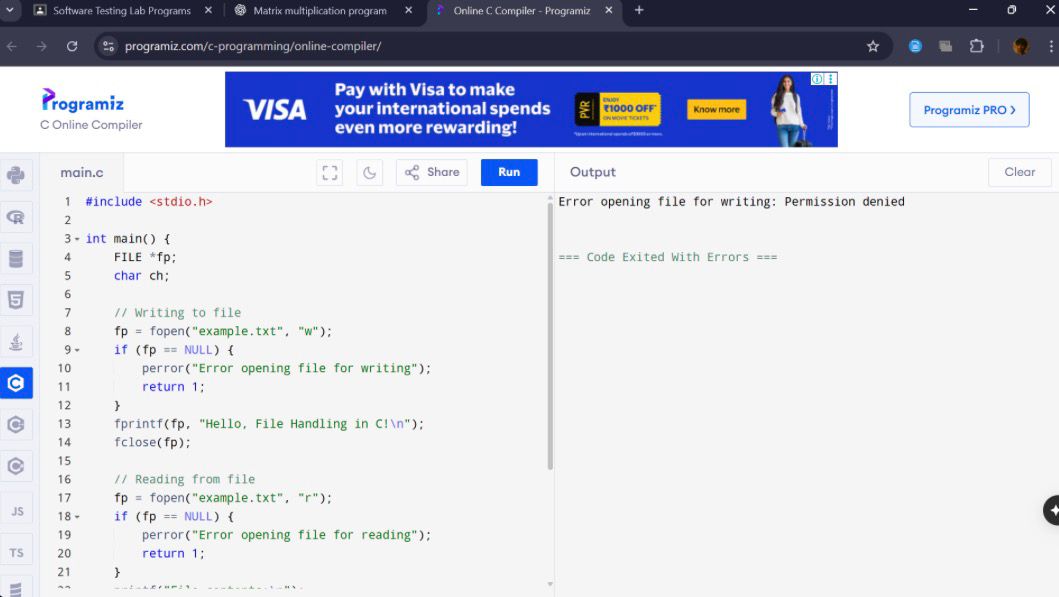 Software Testing Lab Programs
Matrix multiplication program
Online C Compiler - Programiz
programiz.com/c-programming/online-compiler/
Programiz
C Online Compiler
VISA
Pay with Visa to make
your international spends
even more rewarding!
PVR
ENJOY
₹1000 OFF*
ON MOVIE TICKETS
Know more
Programiz PRO >
main.c
Share
Run
Output
Clear
1 #include <stdio.h>
2
3 int main() {
4     FILE *fp;
5     char ch;
6
7     // Writing to file
8     fp = fopen("example.txt", "w");
9     if (fp == NULL) {
10         perror("Error opening file for writing");
11         return 1;
12     }
13     fprintf(fp, "Hello, File Handling in C!\n");
14     fclose(fp);
15
16     // Reading from file
17     fp = fopen("example.txt", "r");
18     if (fp == NULL) {
19         perror("Error opening file for reading");
20         return 1;
21     }
Error opening file for writing: Permission denied
=== Code Exited With Errors ===
JS
TS